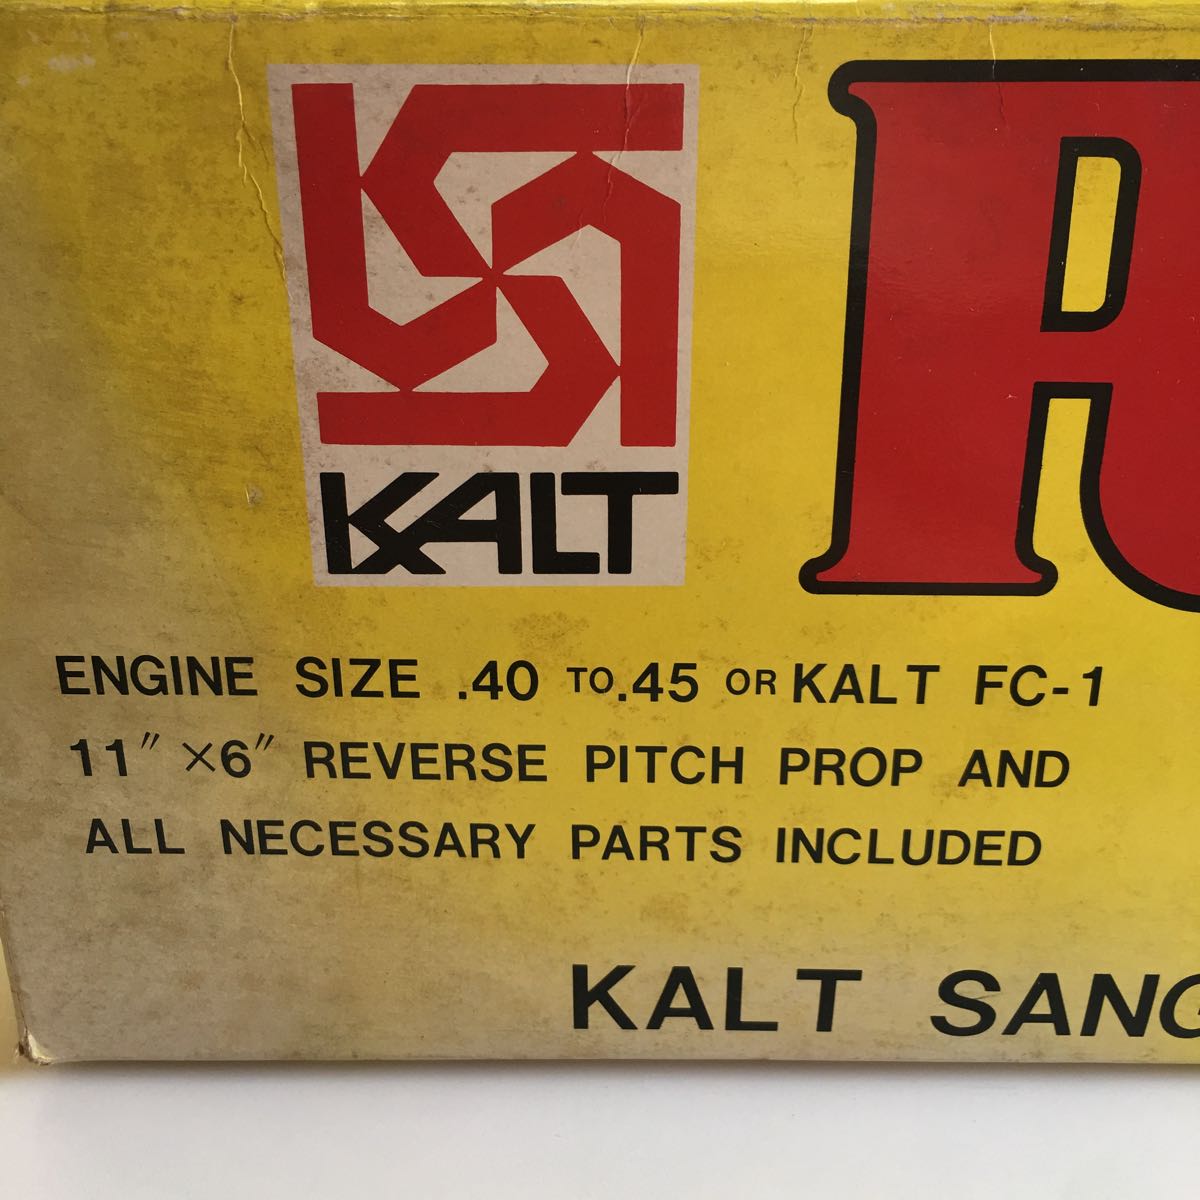 KALT
R
ENGINE SIZE .40 TO .45 OR KALT FC-1
11" ×6" REVERSE PITCH PROP AND
ALL NECESSARY PARTS INCLUDED
KALT SANG